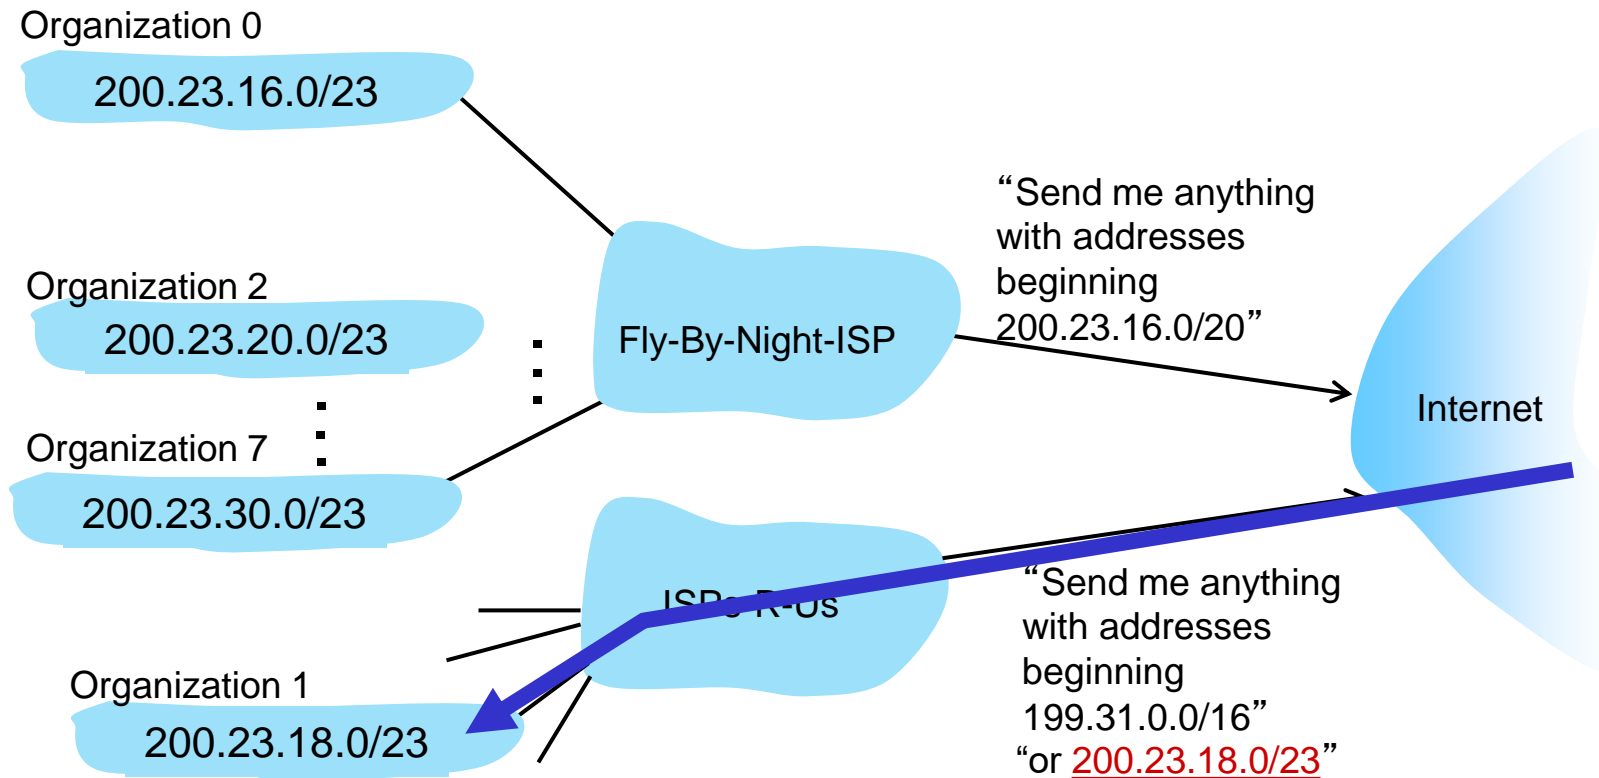 Organization 0
200.23.16.0/23
Organization 2
200.23.20.0/23
Organization 7
200.23.30.0/23
Organization 1
200.23.18.0/23
Fly-By-Night-ISP
ISPs-R-Us
“Send me anything
with addresses
beginning
200.23.16.0/20”
“Send me anything
with addresses
beginning
199.31.0.0/16”
“or 200.23.18.0/23”
Internet